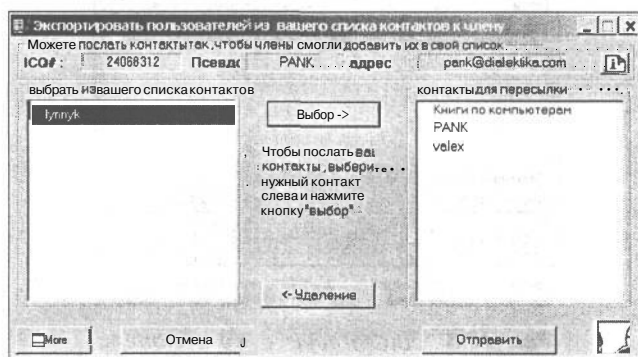 Экспортировать пользователей из вашего списка контактов к члену
Можете послать контакты так, чтобы члены смогли добавить их в свой список
ICQ# : 24068312 Псевдс PANK адрес pank@dialektika.com
выбрать из вашего списка контактов
контакты для пересылки
lynnyk
Выбор ->
Книги по компьютерам
PANK
valex
Чтобы послать
контакты , выбери
нужный контакт
слева и нажмите
кнопку "выбор"
<- Удаление
More
Отмена
Отправить